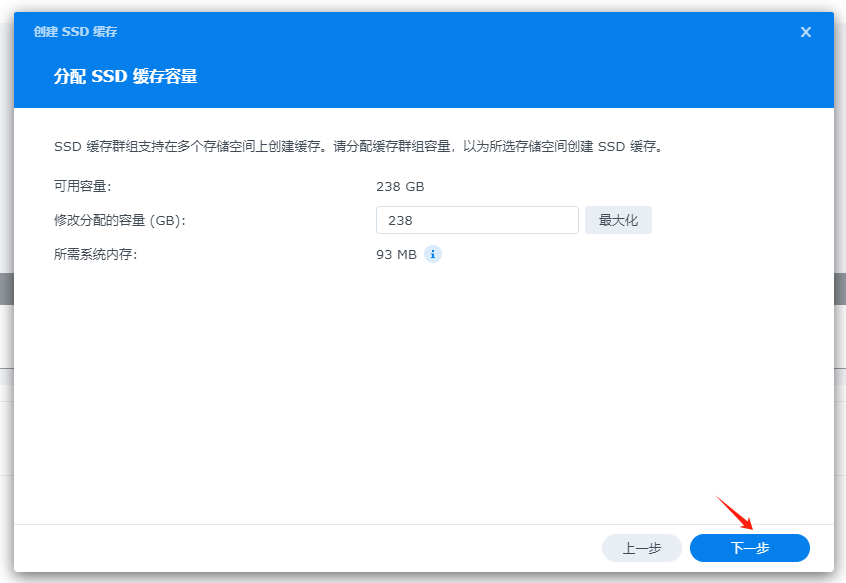 创建 SSD 缓存
分配 SSD 缓存容量
SSD 缓存群组支持在多个存储空间上创建缓存。请分配缓存群组容量，以为所选存储空间创建 SSD 缓存。
可用容量: 238 GB
修改分配的容量 (GB): 238 最大化
所需系统内存: 93 MB i
上一步 下一步